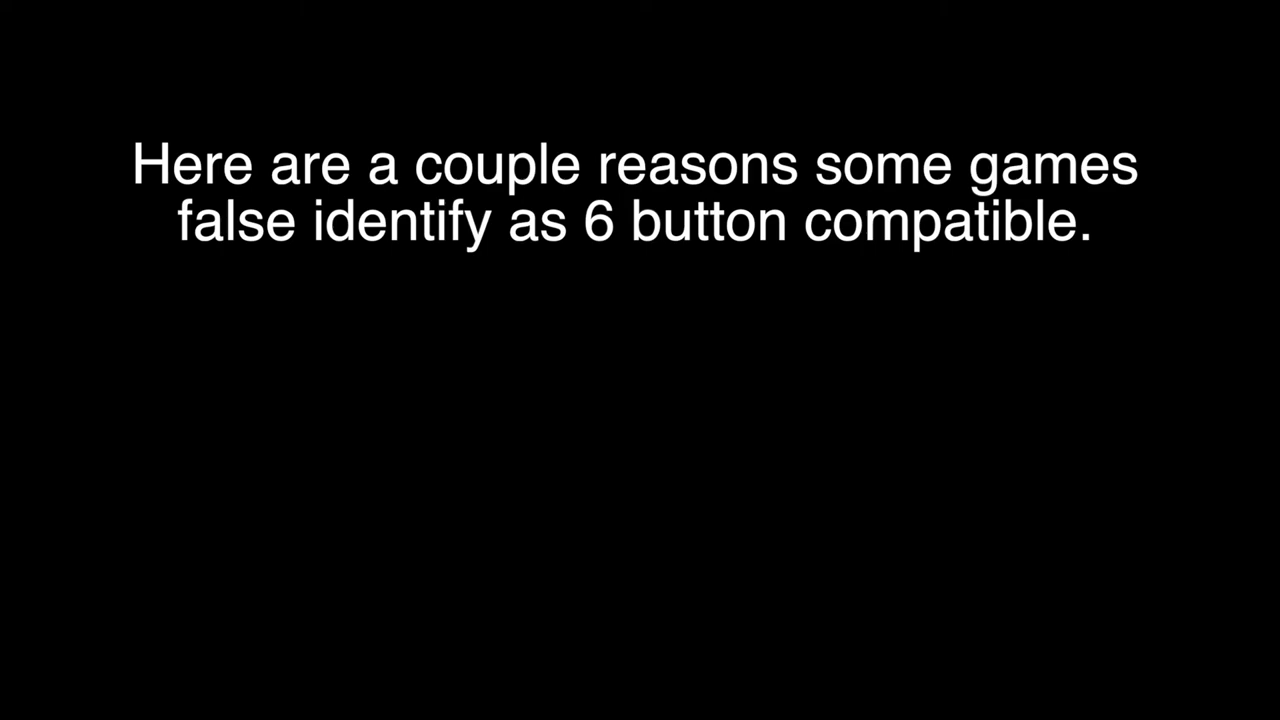 Here are a couple reasons some games
false identify as 6 button compatible.